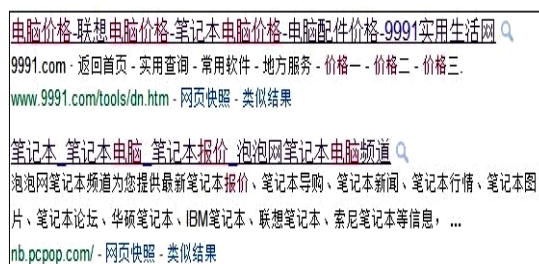 电脑价格-联想电脑价格-笔记本电脑价格-电脑配件价格-9991实用生活网
9991.com · 返回首页 - 实用查询 - 常用软件 - 地方服务 - 价格一 - 价格二 - 价格三.
www.9991.com/tools/dn.htm - 网页快照 - 类似结果
笔记本_笔记本电脑_笔记本报价_泡泡网笔记本电脑频道
泡泡网笔记本频道为您提供最新笔记本报价、笔记本导购、笔记本新闻、笔记本行情、笔记本图
片、笔记本论坛、华硕笔记本、IBM笔记本、联想笔记本、索尼笔记本等信息， ...
nb.pcpop.com/ - 网页快照 - 类似结果